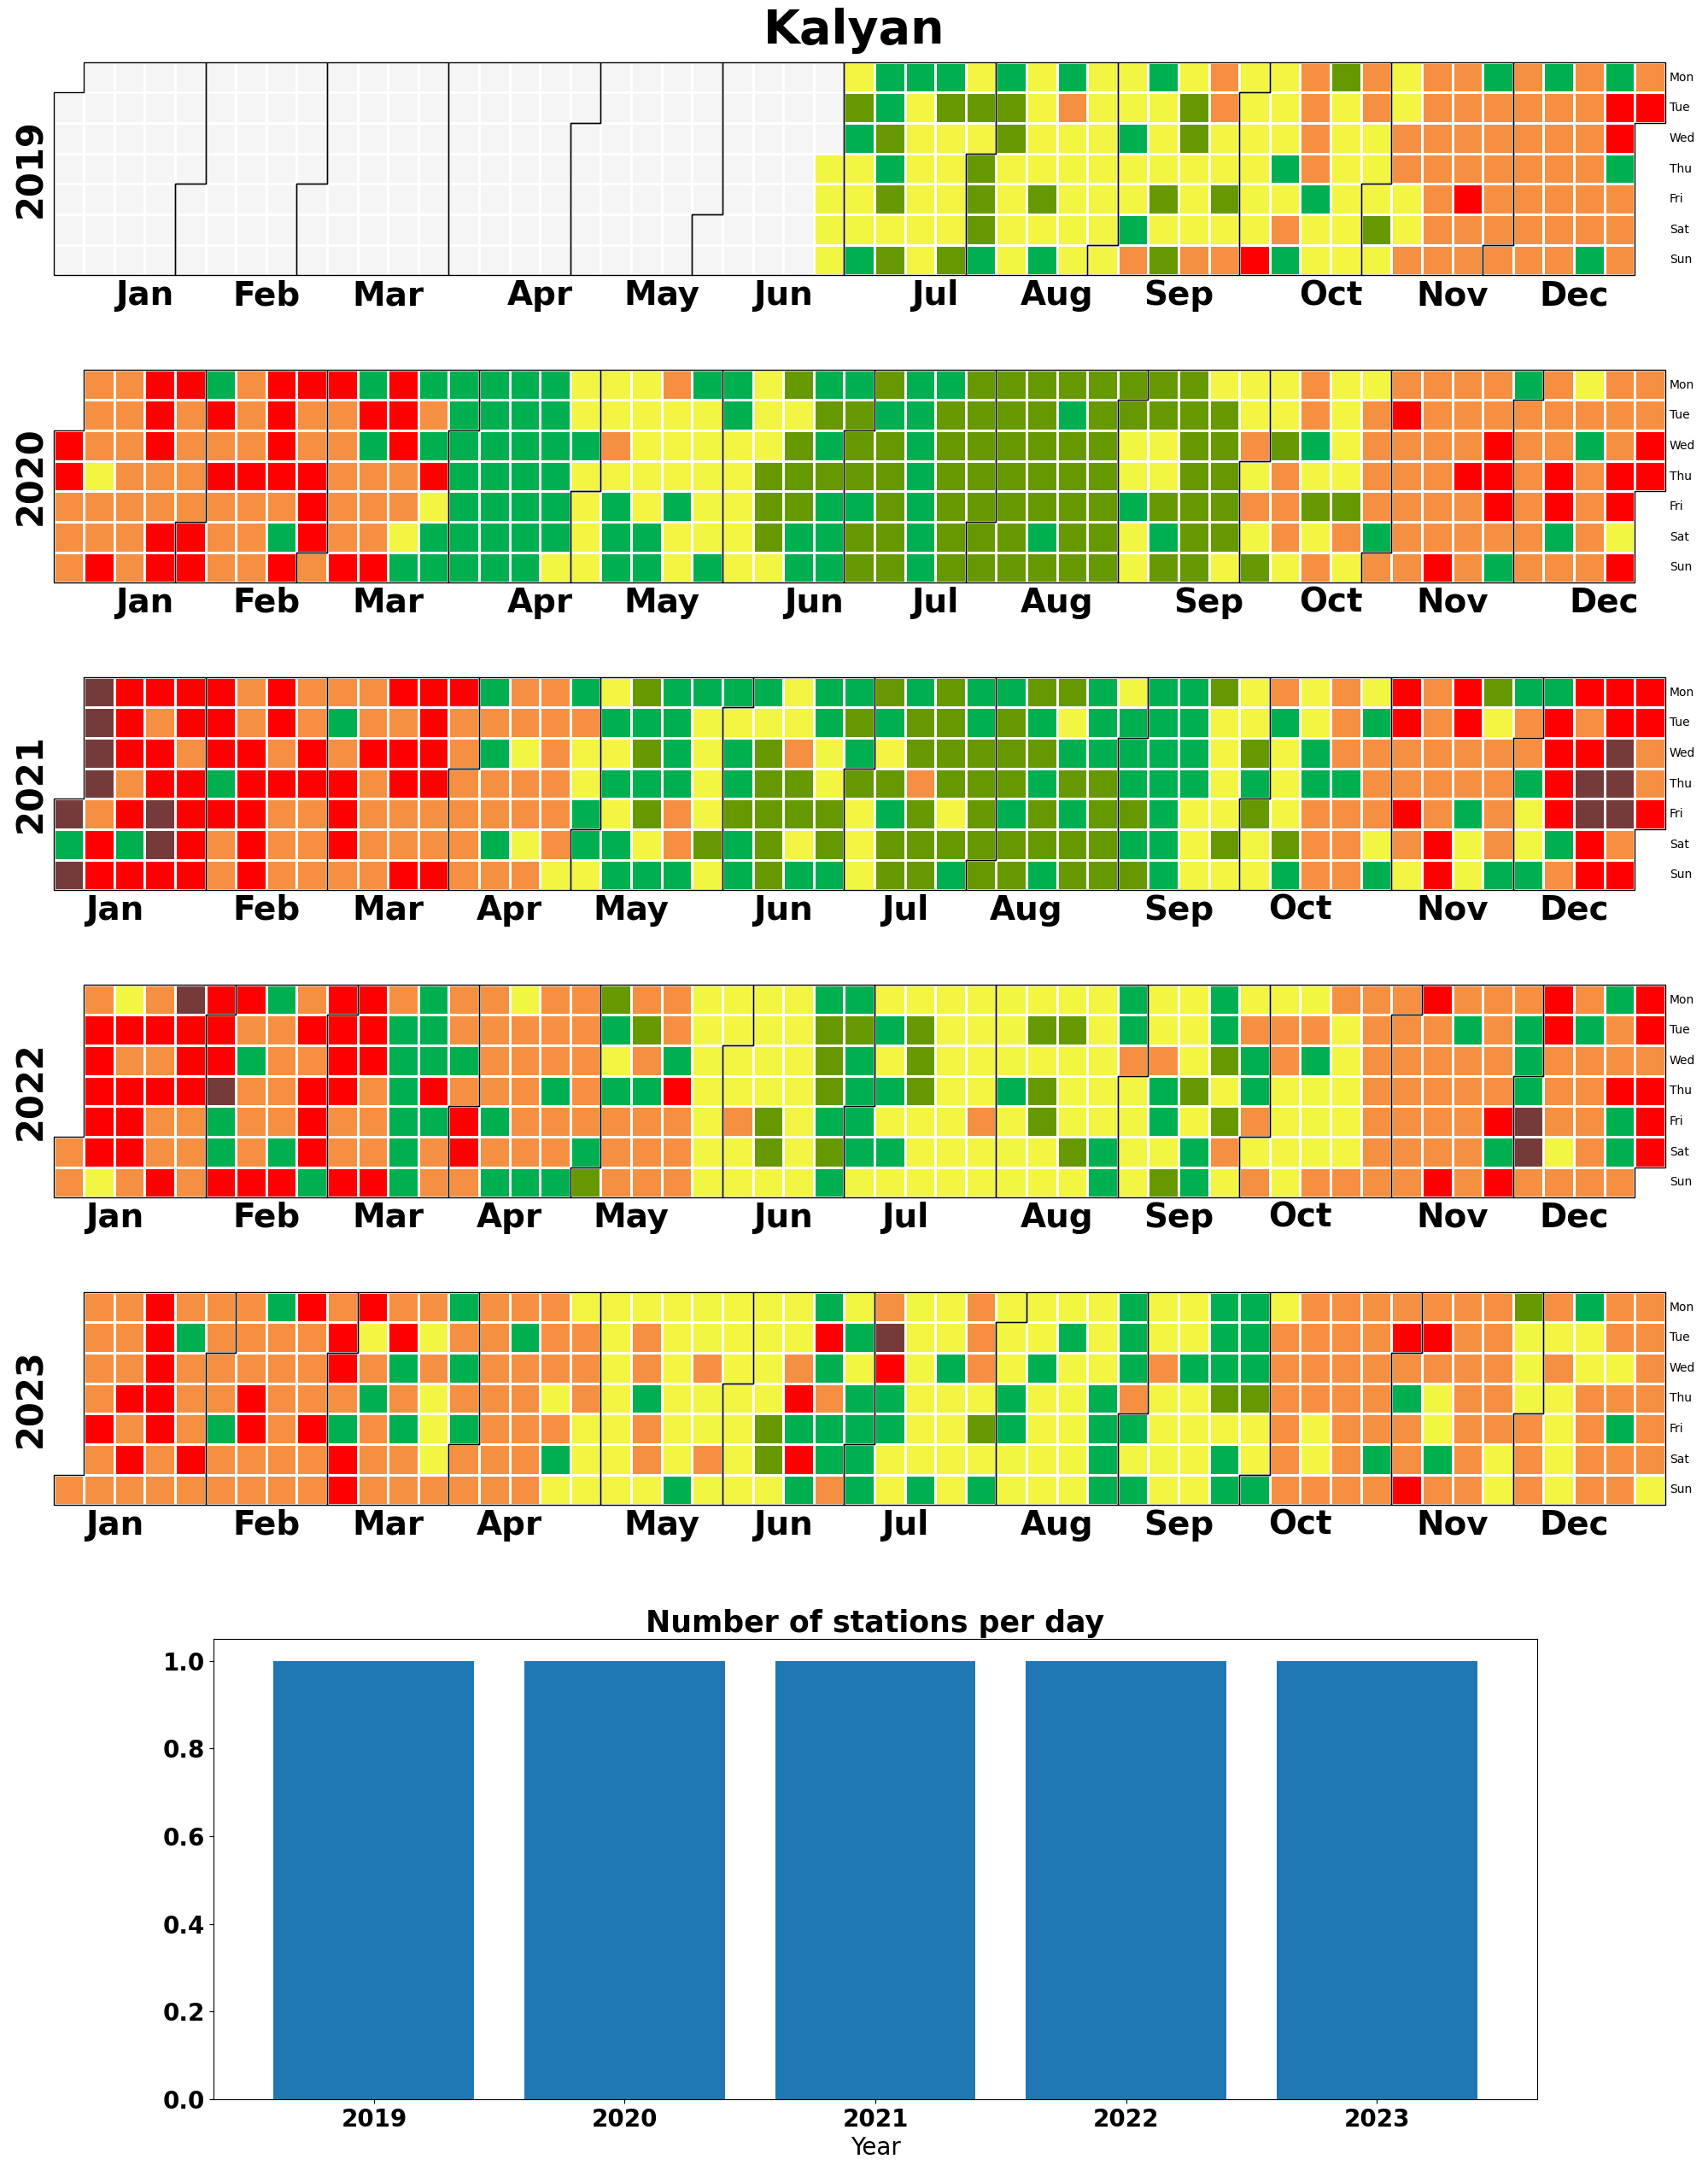 Kalyan
2019
Mon
Tue
Wed
Thu
Fri
Sat
Sun
Jan Feb Mar Apr May Jun Jul Aug Sep Oct Nov Dec
2020
Mon
Tue
Wed
Thu
Fri
Sat
Sun
Jan Feb Mar Apr May Jun Jul Aug Sep Oct Nov Dec
2021
Mon
Tue
Wed
Thu
Fri
Sat
Sun
Jan Feb Mar Apr May Jun Jul Aug Sep Oct Nov Dec
2022
Mon
Tue
Wed
Thu
Fri
Sat
Sun
Jan Feb Mar Apr May Jun Jul Aug Sep Oct Nov Dec
2023
Mon
Tue
Wed
Thu
Fri
Sat
Sun
Jan Feb Mar Apr May Jun Jul Aug Sep Oct Nov Dec
Number of stations per day
1.0
0.8
0.6
0.4
0.2
0.0
2019 2020 2021 2022 2023
Year